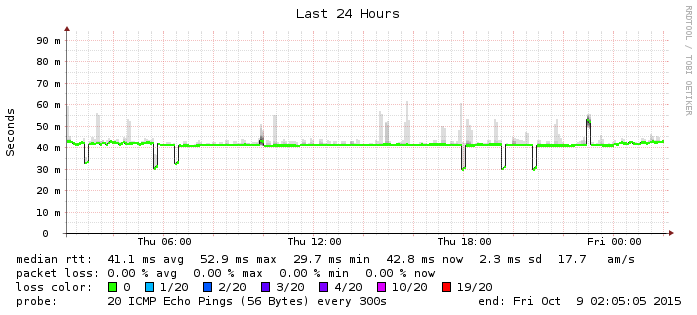 Last 24 Hours
RRDTOOL / TOBI OETIKER
Seconds
90 m
80 m
70 m
60 m
50 m
40 m
30 m
20 m
10 m
0
Thu 06:00 Thu 12:00 Thu 18:00 Fri 00:00
median rtt: 41.1 ms avg 52.9 ms max 29.7 ms min 42.8 ms now 2.3 ms sd 17.7 am/s
packet loss: 0.00 % avg 0.00 % max 0.00 % min 0.00 % now
loss color: 0 1/20 2/20 3/20 4/20 10/20 19/20
probe: 20 ICMP Echo Pings (56 Bytes) every 300s end: Fri Oct 9 02:05:05 2015